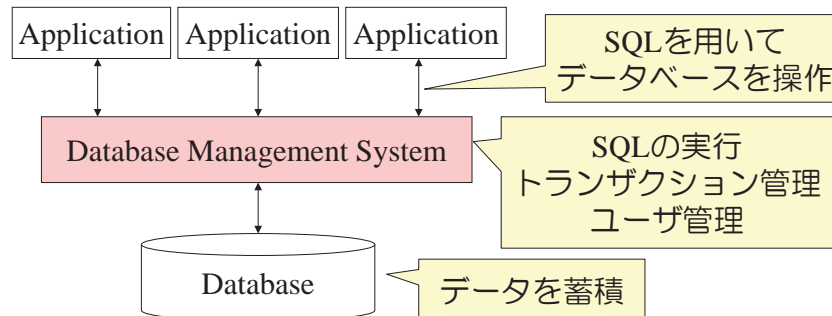 Application
Application
Application
SQLを用いて
データベースを操作
Database Management System
SQLの実行
トランザクション管理
ユーザ管理
Database
データを蓄積